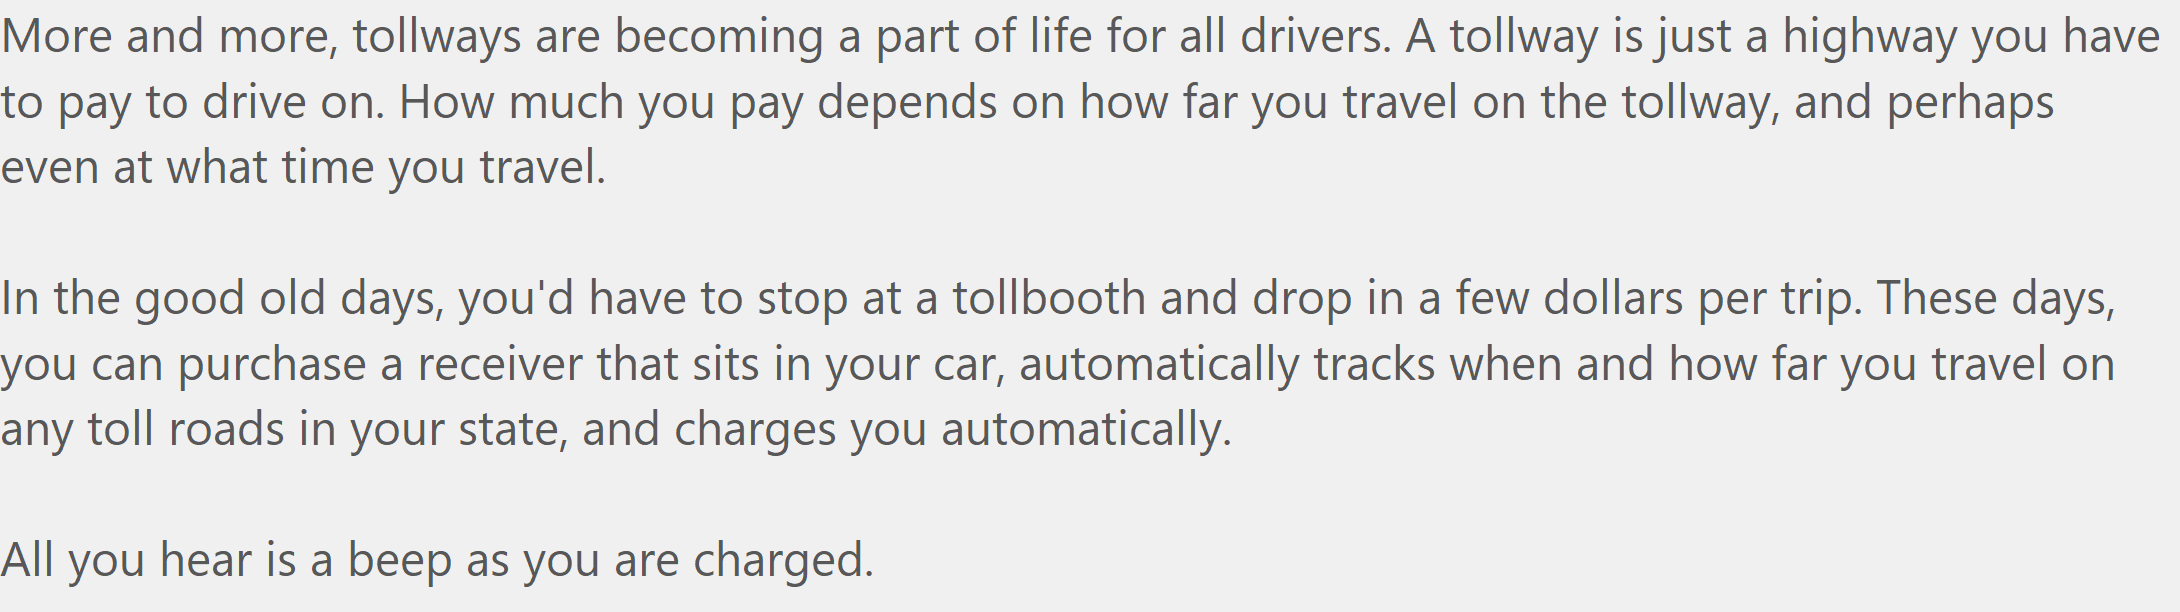 More and more, tollways are becoming a part of life for all drivers. A tollway is just a highway you have
to pay to drive on. How much you pay depends on how far you travel on the tollway, and perhaps
even at what time you travel.
In the good old days, you'd have to stop at a tollbooth and drop in a few dollars per trip. These days,
you can purchase a receiver that sits in your car, automatically tracks when and how far you travel on
any toll roads in your state, and charges you automatically.
All you hear is a beep as you are charged.